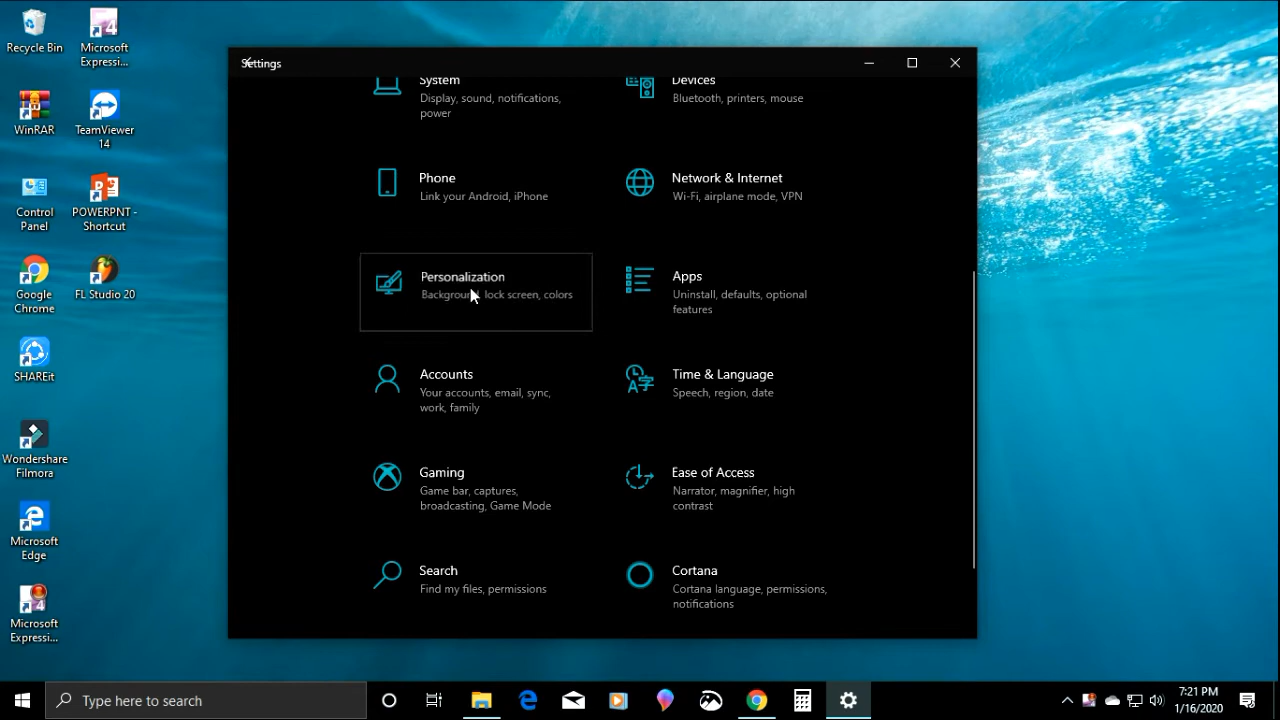 Recycle Bin
Microsoft
Expressi...
WinRAR
TeamViewer
14
Control
Panel
POWERPNT -
Shortcut
Google
Chrome
FL Studio 20
SHAREit
Wondershare
Filmora
Microsoft
Edge
Microsoft
Expressi...
Settings
System
Display, sound, notifications,
power
Devices
Bluetooth, printers, mouse
Phone
Link your Android, iPhone
Network & Internet
Wi-Fi, airplane mode, VPN
Personalization
Background, lock screen, colors
Apps
Uninstall, defaults, optional
features
Accounts
Your accounts, email, sync,
work, family
Time & Language
Speech, region, date
Gaming
Game bar, captures,
broadcasting, Game Mode
Ease of Access
Narrator, magnifier, high
contrast
Search
Find my files, permissions
Cortana
Cortana language, permissions,
notifications
Type here to search
7:21 PM
1/16/2020